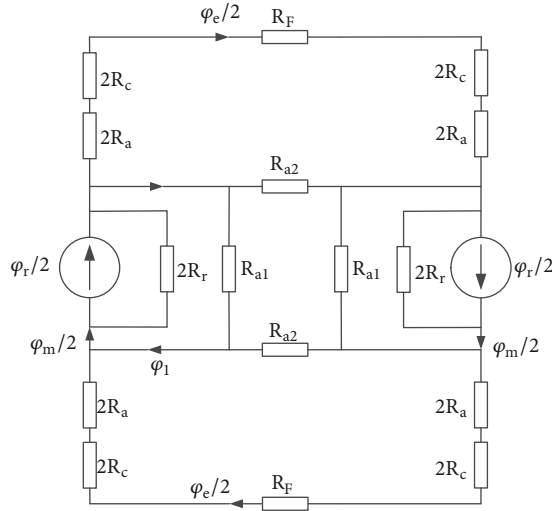 φe/2 RF
2Rc 2Rc
2Ra 2Ra
Ra2
φr/2 2Rr Ra1 Ra1 2Rr φr/2
Ra2
φm/2 φ1 φm/2
2Ra 2Ra
2Rc 2Rc
φe/2 RF